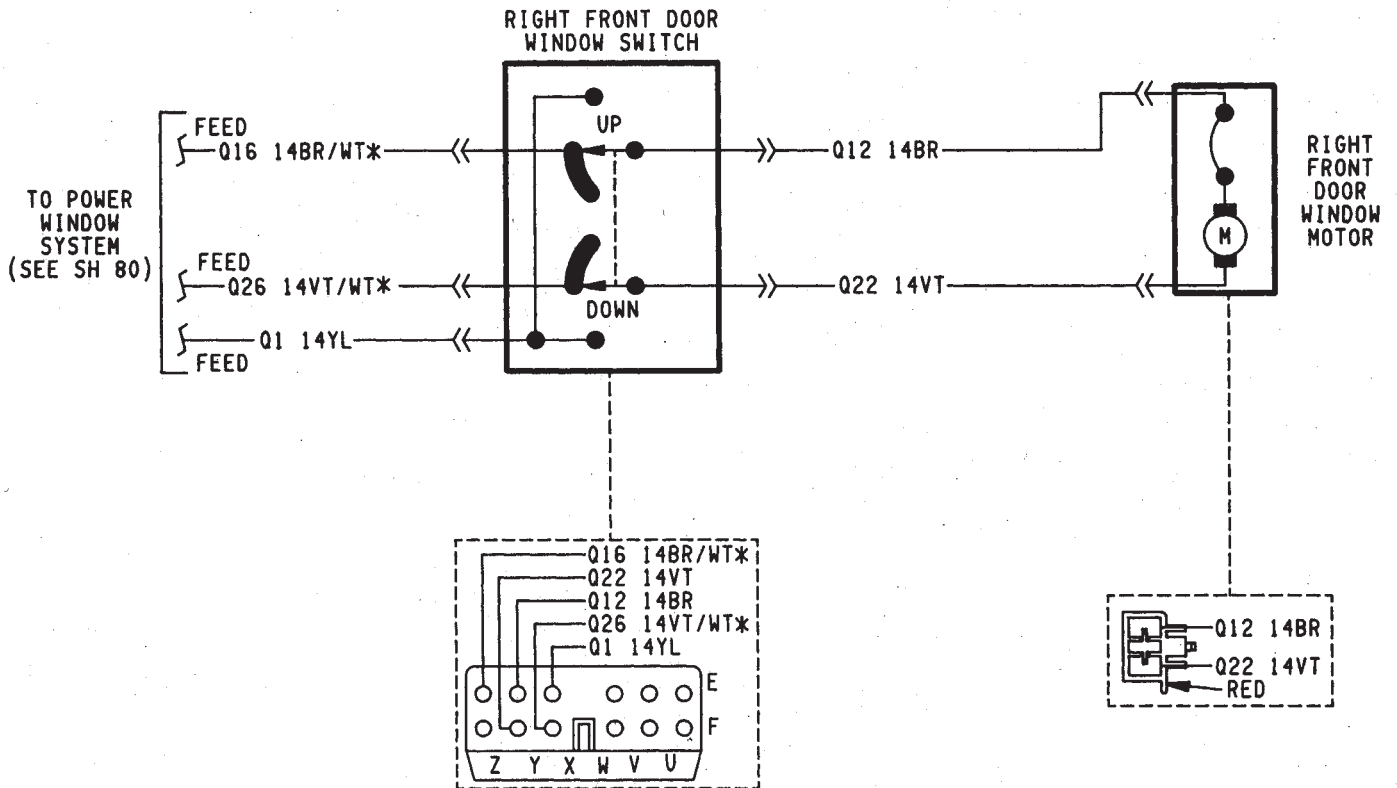 RIGHT FRONT DOOR
WINDOW SWITCH
FEED
Q16 14BR/WT*
UP
Q12 14BR
RIGHT
FRONT
DOOR
WINDOW
MOTOR
M
TO POWER
WINDOW
SYSTEM
(SEE SH 80)
FEED
Q26 14VT/WT*
DOWN
Q22 14VT
Q1 14YL
FEED
Q16 14BR/WT*
Q22 14VT
Q12 14BR
Q26 14VT/WT*
Q1 14YL
E
F
Z Y X W V U
Q12 14BR
Q22 14VT
RED